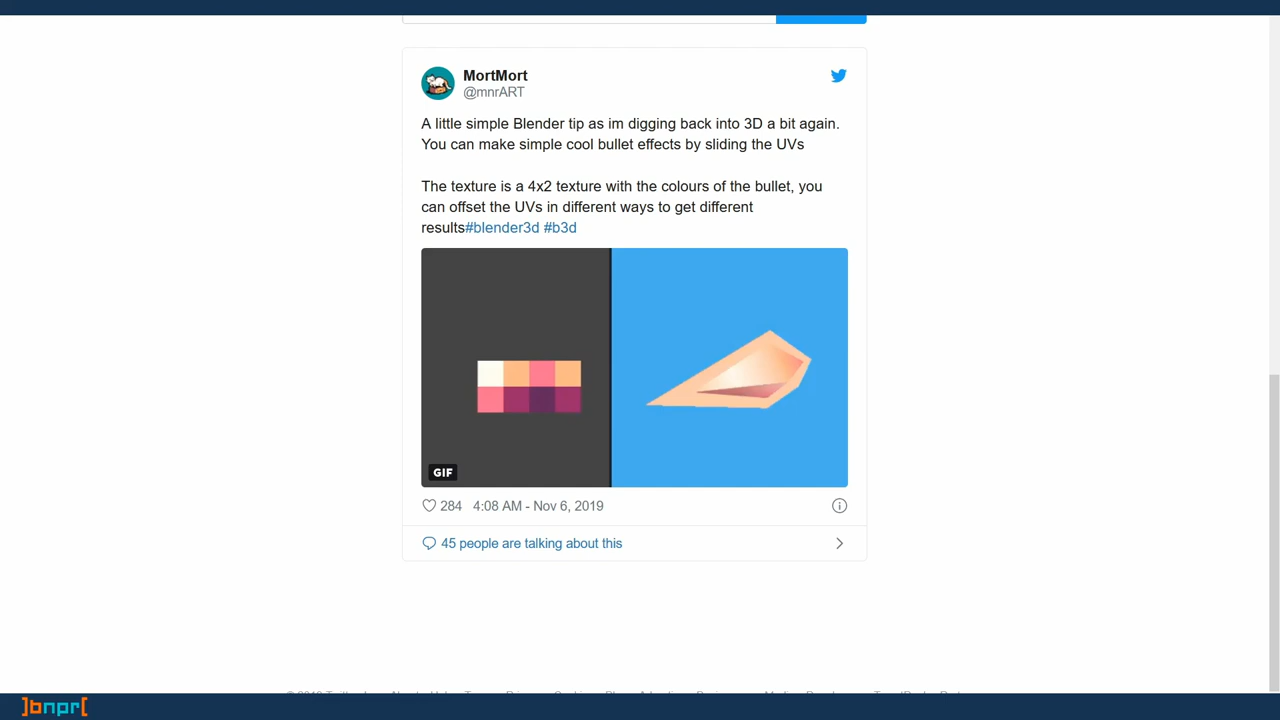 MortMort
@mnrART
A little simple Blender tip as im digging back into 3D a bit again.
You can make simple cool bullet effects by sliding the UVs
The texture is a 4x2 texture with the colours of the bullet, you
can offset the UVs in different ways to get different
results#blender3d #b3d
GIF
284 4:08 AM - Nov 6, 2019
45 people are talking about this
]bnpr[